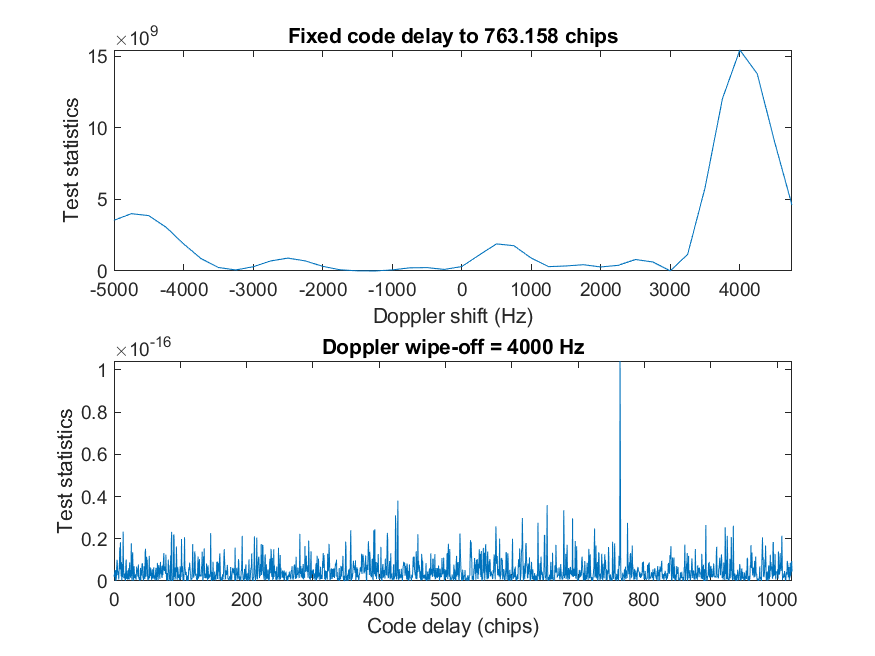 ×10^9
Fixed code delay to 763.158 chips
15
10
5
0
Test statistics
-5000 -4000 -3000 -2000 -1000 0 1000 2000 3000 4000
Doppler shift (Hz)
×10^-16
Doppler wipe-off = 4000 Hz
1
0.8
0.6
0.4
0.2
0
Test statistics
0 100 200 300 400 500 600 700 800 900 1000
Code delay (chips)